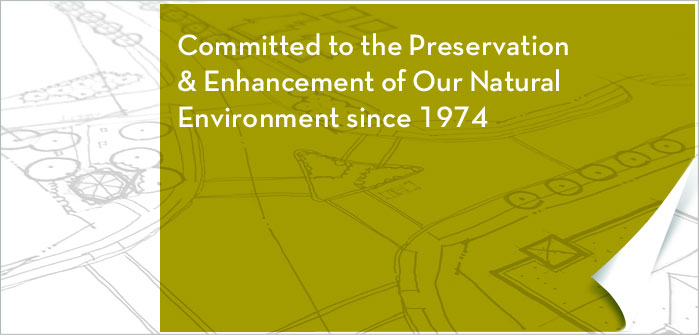 Committed to the Preservation
& Enhancement of Our Natural
Environment since 1974